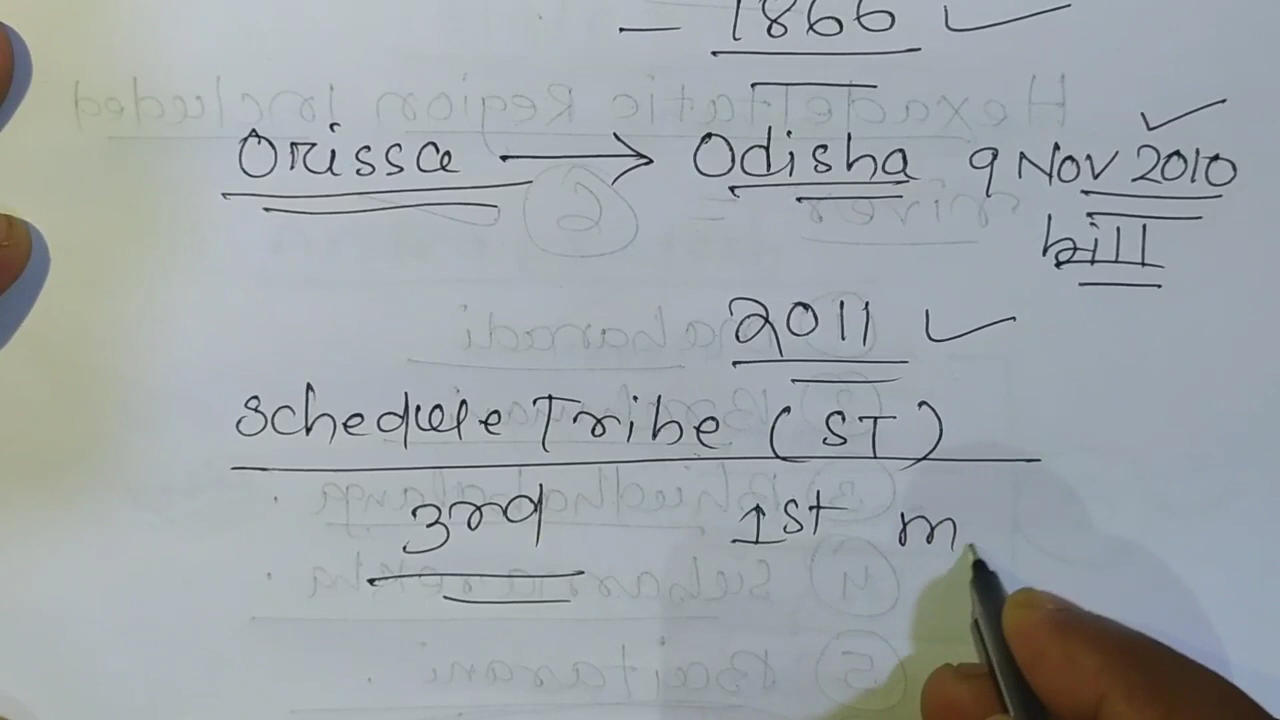 – 1866
Orissa → Odisha 9 Nov 2010
bill
2011
Schedule Tribe (ST)
3rd 1st m